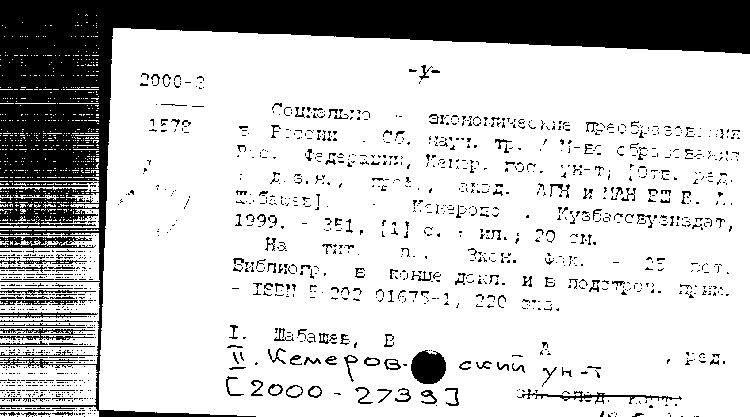 2000-3
1578
Социально - экономические преобразования
в России : Сб. науч. тр. / М-во образования
Рос. Федерации, Кемер. гос. ун-т; [Отв. ред.
: д.э.н., проф., акад. АГН и МАН ВШ В. А.
Шабашев]. - Кемерово : Кузбассвузиздат,
1999. - 351, [1] с. : ил.; 20 см.
На тит. л.: Экон. фак. - 25 лет.
Библиогр. в конце докл. и в подстроч. прим.
- ISBN 5 202 01675-1, 220 экз.
I. Шабашев, В А , ред.
II. Кемеровский ун-т
[2000-2739]
см. след. карт.